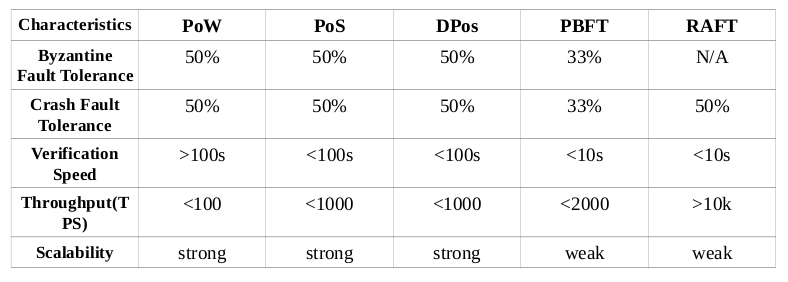 Characteristics PoW PoS DPos PBFT RAFT
Byzantine
Fault Tolerance 50% 50% 50% 33% N/A
Crash Fault
Tolerance 50% 50% 50% 33% 50%
Verification
Speed >100s <100s <100s <10s <10s
Throughput(T
PS) <100 <1000 <1000 <2000 >10k
Scalability strong strong strong weak weak